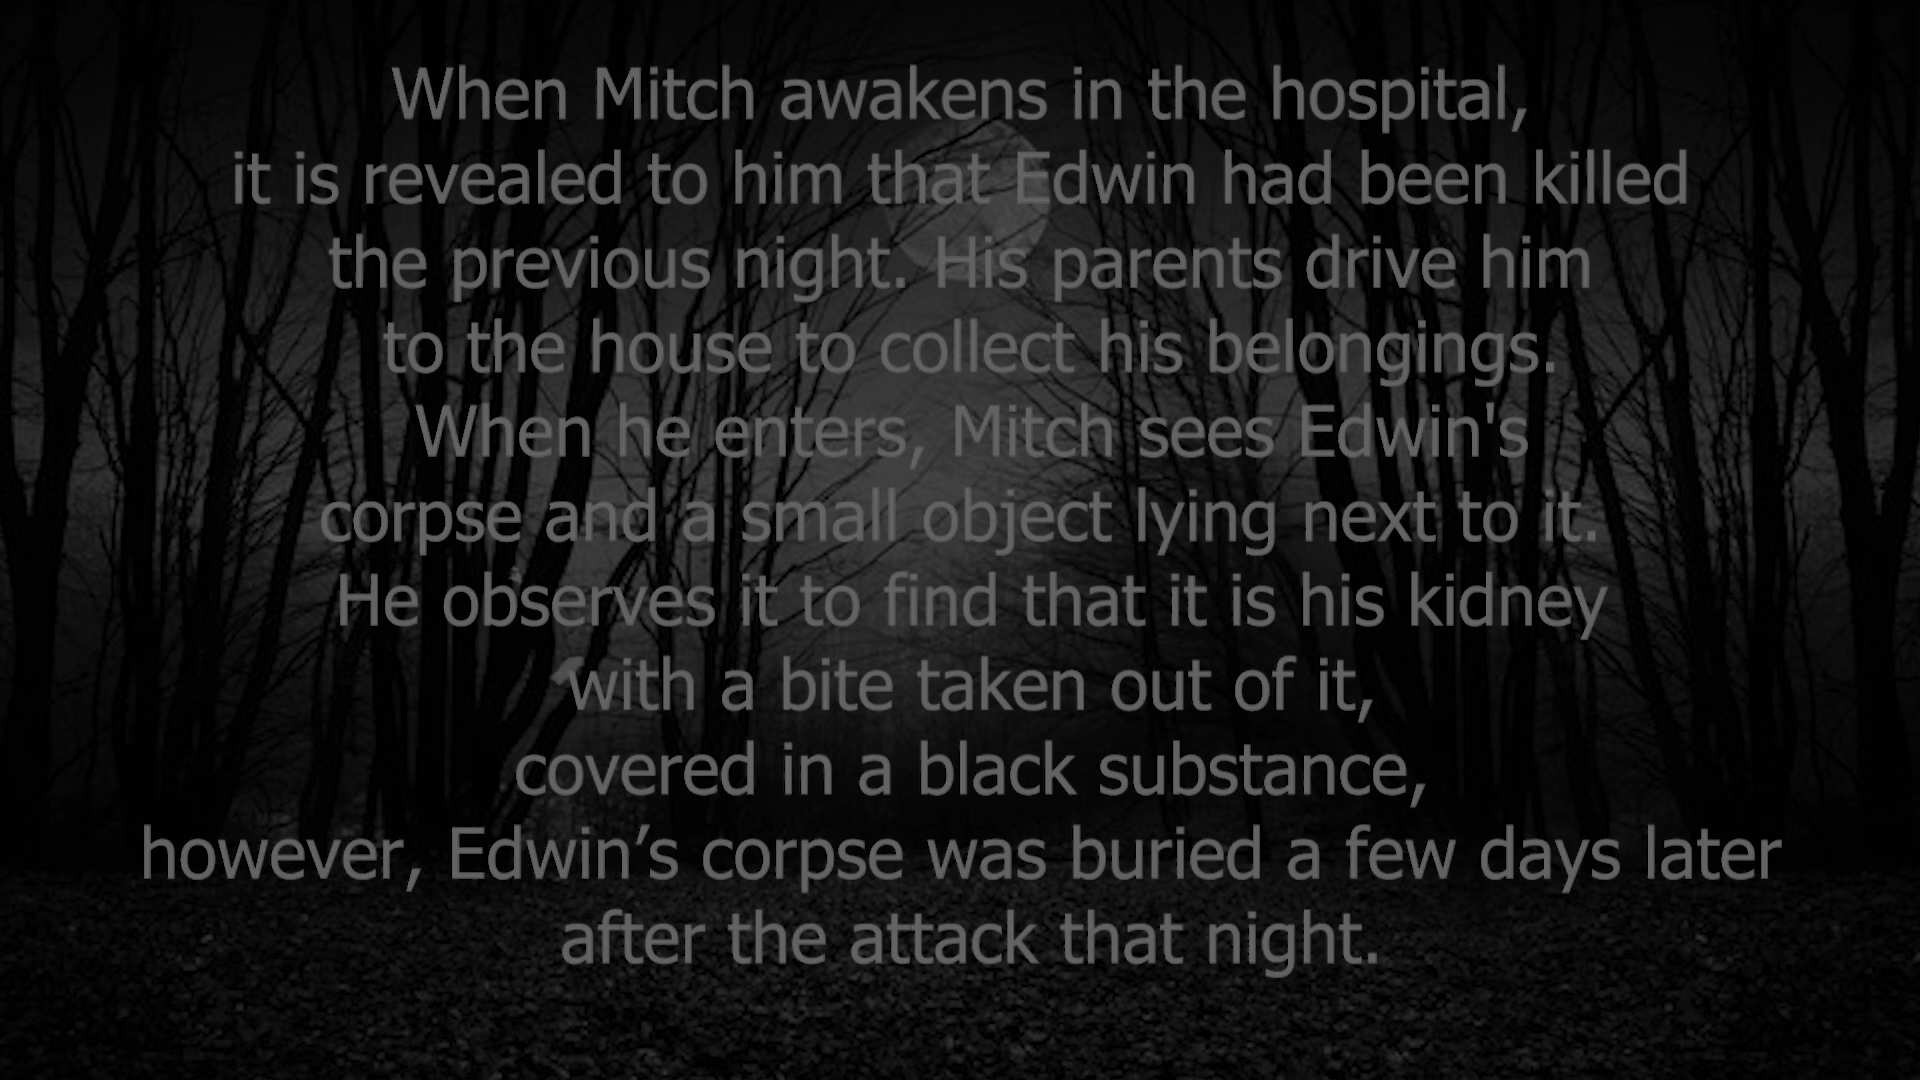 When Mitch awakens in the hospital,
it is revealed to him that Edwin had been killed
the previous night. His parents drive him
to the house to collect his belongings.
When he enters, Mitch sees Edwin's
corpse and a small object lying next to it.
He observes it to find that it is his kidney
with a bite taken out of it,
covered in a black substance,
however, Edwin’s corpse was buried a few days later
after the attack that night.